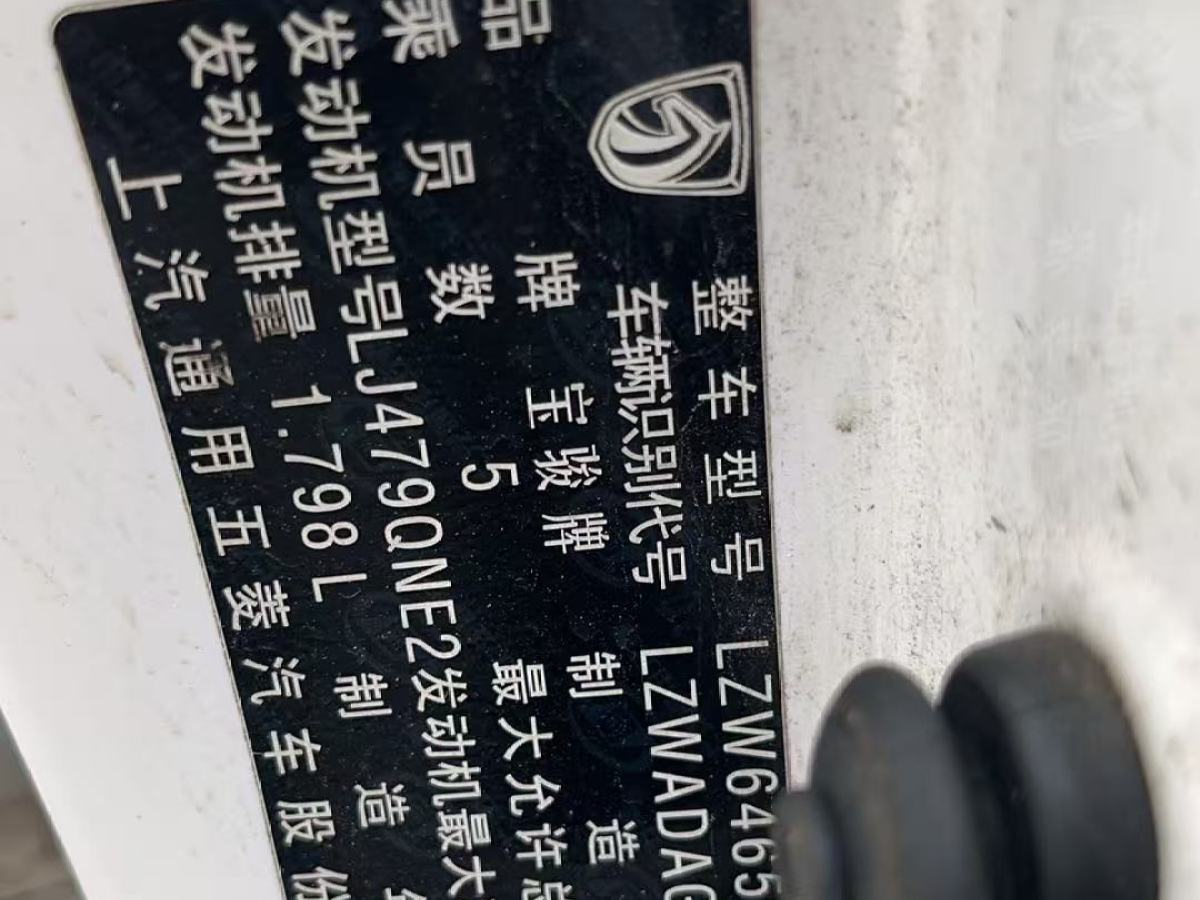 整车型号 LZW6465
车辆识别代号 LZWADAG
品牌 宝骏牌 制造
乘员数 5 最大允许总
发动机型号LJ479QNE2发动机最大
发动机排量 1.798L 制造
上汽通用五菱汽车股份